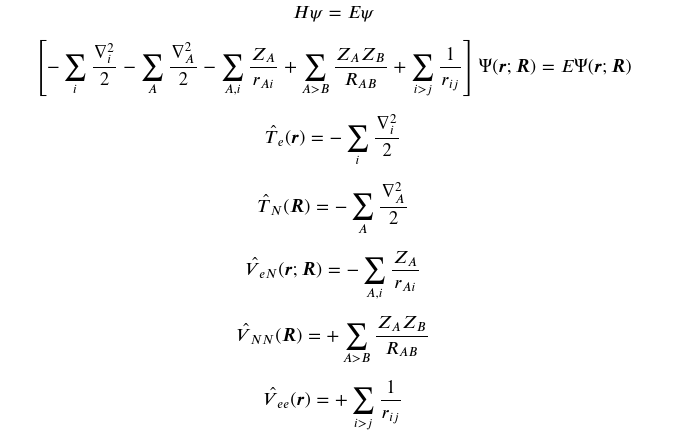 Hψ = Eψ
[ − ∑_i ∇_i^2/2 − ∑_A ∇_A^2/2 − ∑_{A,i} Z_A/r_{Ai} + ∑_{A>B} Z_A Z_B/R_{AB} + ∑_{i>j} 1/r_{ij} ] Ψ(r; R) = EΨ(r; R)
T̂_e(r) = − ∑_i ∇_i^2/2
T̂_N(R) = − ∑_A ∇_A^2/2
V̂_{eN}(r; R) = − ∑_{A,i} Z_A/r_{Ai}
V̂_{NN}(R) = + ∑_{A>B} Z_A Z_B/R_{AB}
V̂_{ee}(r) = + ∑_{i>j} 1/r_{ij}